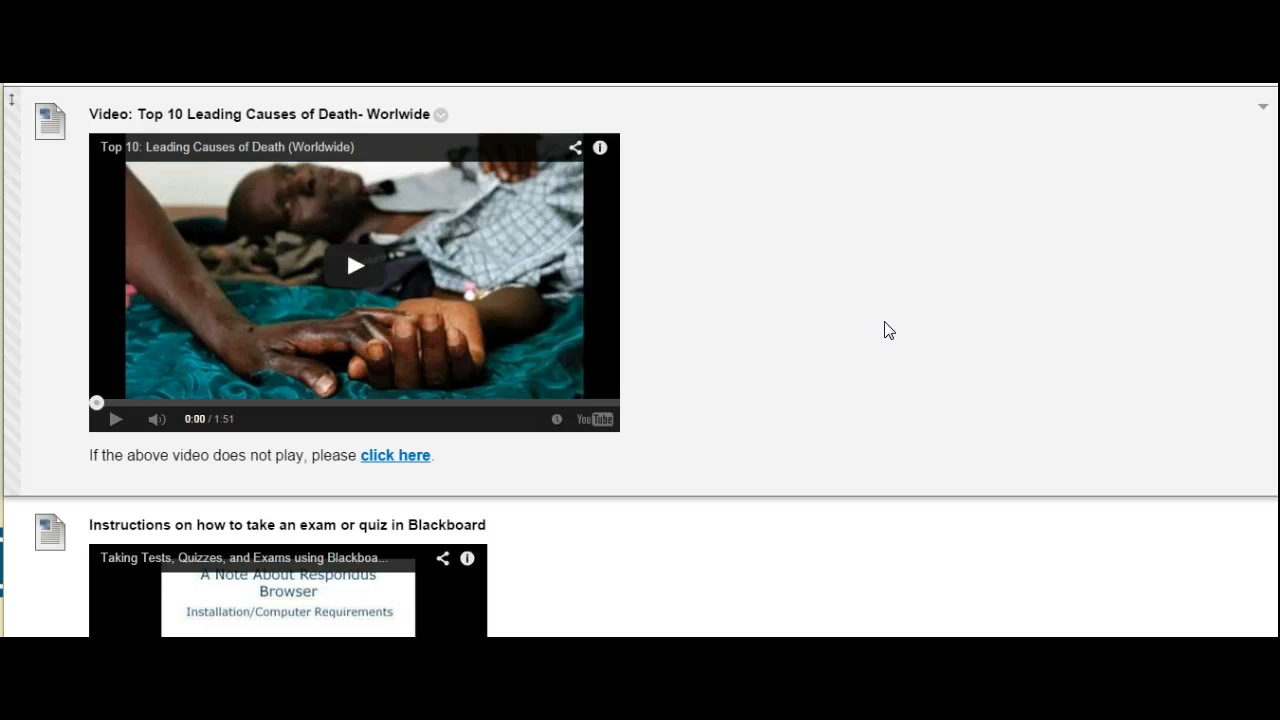 Video: Top 10 Leading Causes of Death- Worlwide
Top 10: Leading Causes of Death (Worldwide)
0:00 / 1:51
YouTube
If the above video does not play, please click here.
Instructions on how to take an exam or quiz in Blackboard
Taking Tests, Quizzes, and Exams using Blackboa...
A Note About Respondus
Browser
Installation/Computer Requirements